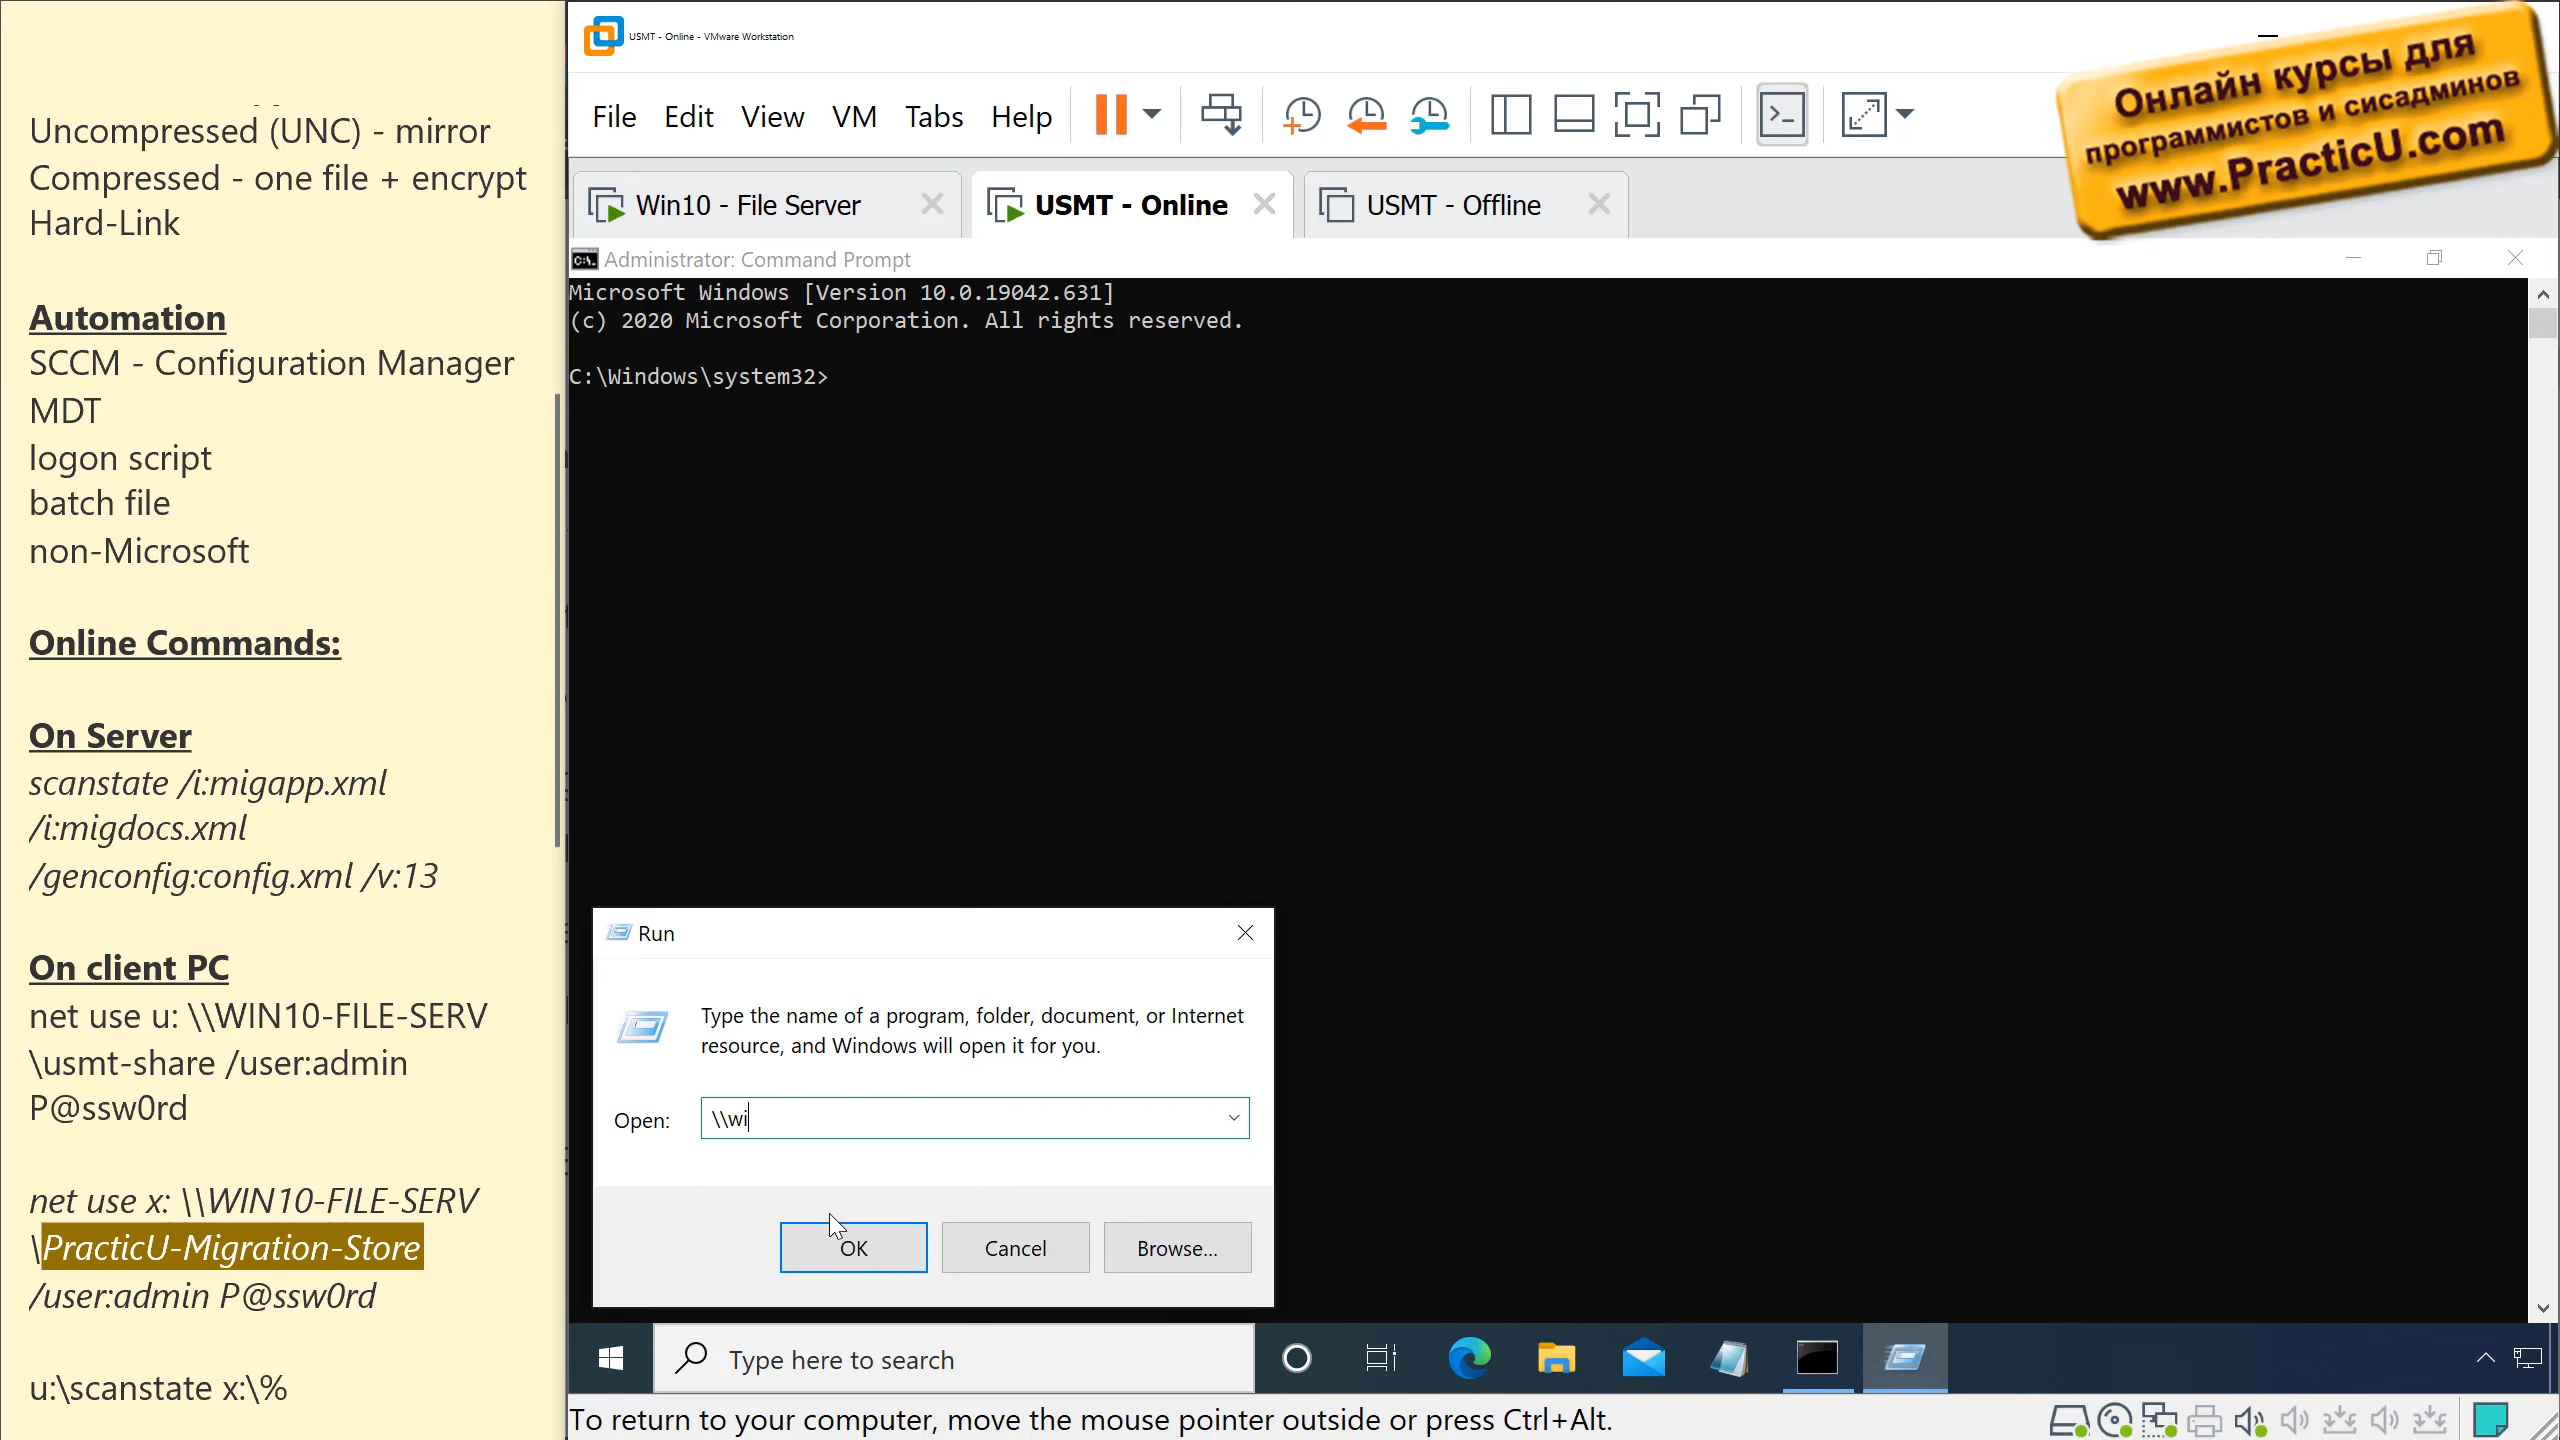 Uncompressed (UNC) - mirror
Compressed - one file + encrypt
Hard-Link
Automation
SCCM - Configuration Manager
MDT
logon script
batch file
non-Microsoft
Online Commands:
On Server
scanstate /i:migapp.xml
/i:migdocs.xml
/genconfig:config.xml /v:13
On client PC
net use u: \\WIN10-FILE-SERV
\usmt-share /user:admin
P@ssw0rd
net use x: \\WIN10-FILE-SERV
\PracticU-Migration-Store
/user:admin P@ssw0rd
u:\scanstate x:\%
USMT - Online - VMware Workstation
File Edit View VM Tabs Help
Win10 - File Server
USMT - Online
USMT - Offline
Онлайн курсы для
программистов и сисадминов
www.PracticU.com
Administrator: Command Prompt
Microsoft Windows [Version 10.0.19042.631]
(c) 2020 Microsoft Corporation. All rights reserved.
C:\Windows\system32>
Run
Type the name of a program, folder, document, or Internet
resource, and Windows will open it for you.
Open: \\wi
OK
Cancel
Browse...
Type here to search
To return to your computer, move the mouse pointer outside or press Ctrl+Alt.